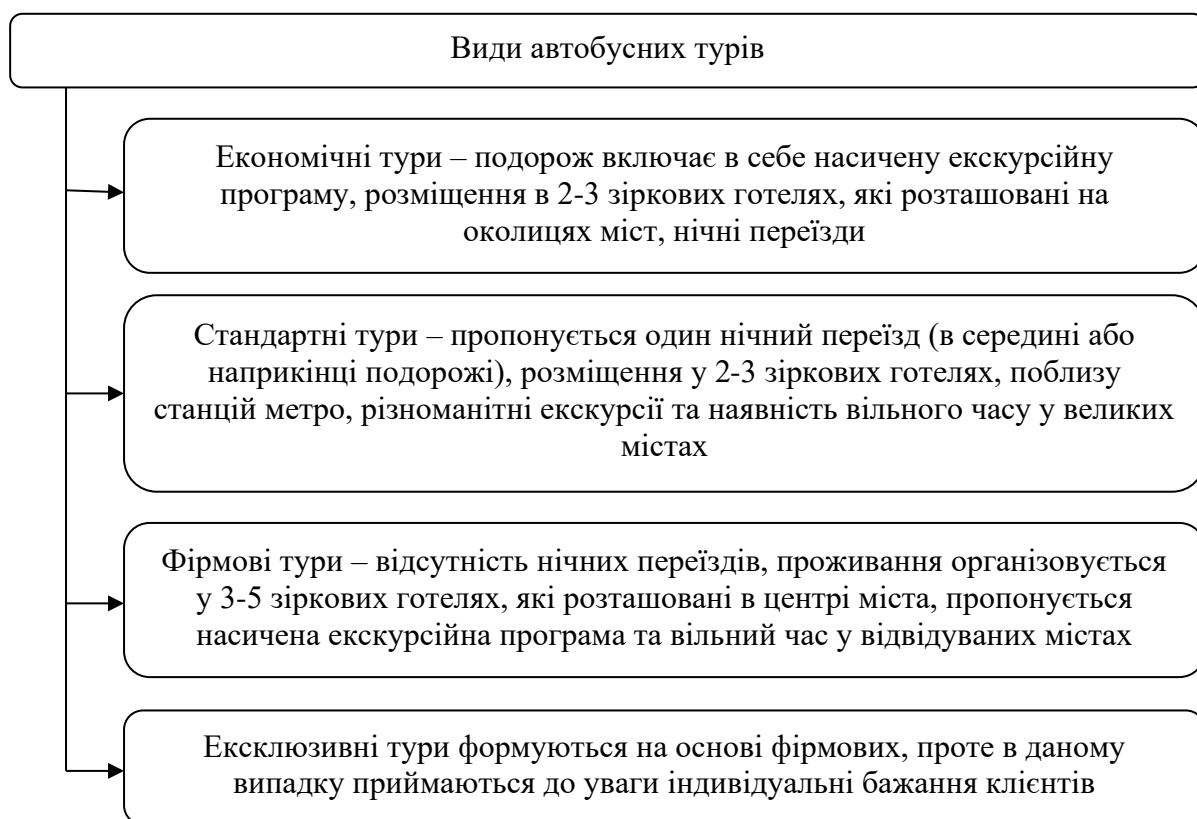 Види автобусних турів
Економічні тури – подорож включає в себе насичену екскурсійну
програму, розміщення в 2-3 зіркових готелях, які розташовані на
околицях міст, нічні переїзди
Стандартні тури – пропонується один нічний переїзд (в середині або
наприкінці подорожі), розміщення у 2-3 зіркових готелях, поблизу
станцій метро, різноманітні екскурсії та наявність вільного часу у великих
містах
Фірмові тури – відсутність нічних переїздів, проживання організовується
у 3-5 зіркових готелях, які розташовані в центрі міста, пропонується
насичена екскурсійна програма та вільний час у відвідуваних містах
Ексклюзивні тури формуються на основі фірмових, проте в даному
випадку приймаються до уваги індивідуальні бажання клієнтів